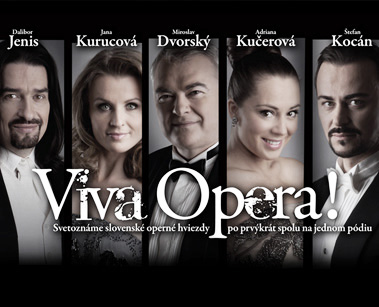 Dalibor Jana Miroslav Adriana Štefan
Jenis Kurucová Dvorský Kučerová Kocán
Viva Opera!
Svetoznáme slovenské operné hviezdy po prvýkrát spolu na jednom pódiu